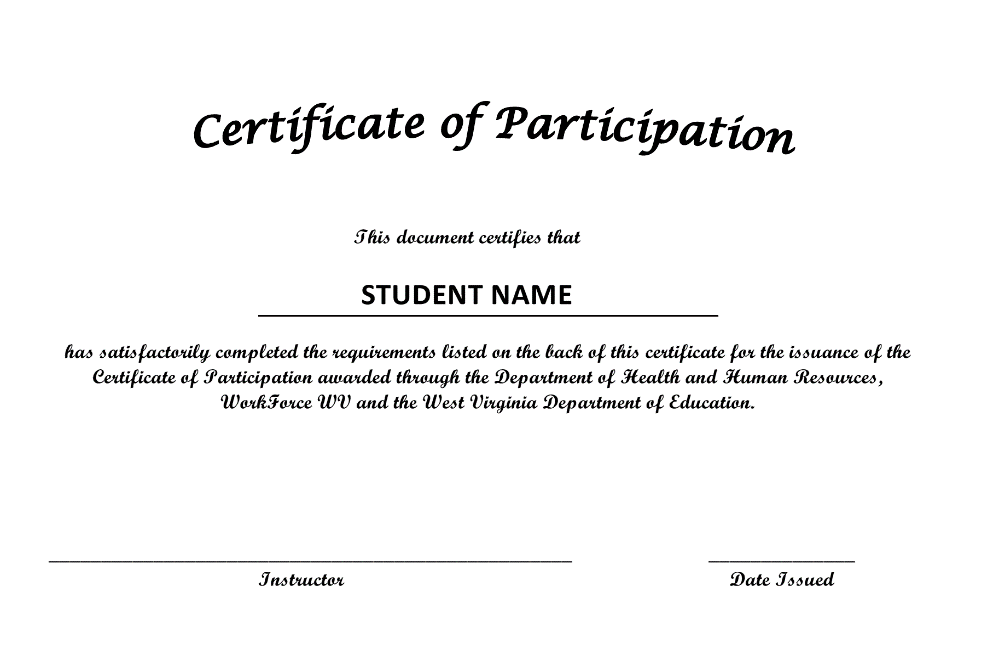 Certificate of Participation
This document certifies that
STUDENT NAME
has satisfactorily completed the requirements listed on the back of this certificate for the issuance of the
Certificate of Participation awarded through the Department of Health and Human Resources,
WorkForce WV and the West Virginia Department of Education.
Instructor
Date Issued